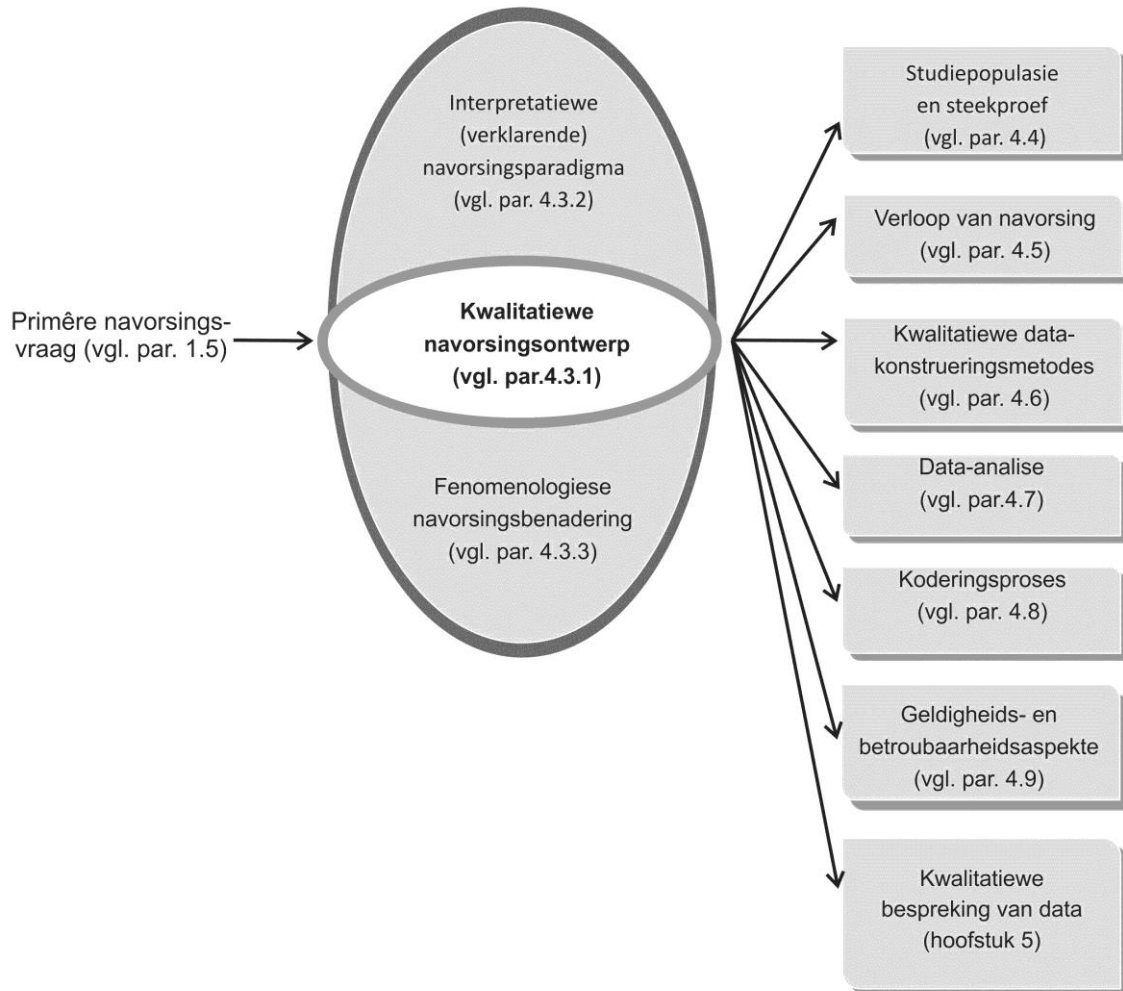 Primêre navorsings-
vraag (vgl. par. 1.5)
Interpretatiewe
(verklarende)
navorsingsparadigma
(vgl. par. 4.3.2)
Kwalitatiewe
navorsingsontwerp
(vgl. par.4.3.1)
Fenomenologiese
navorsingsbenadering
(vgl. par. 4.3.3)
Studiepopulasie
en steekproef
(vgl. par. 4.4)
Verloop van navorsing
(vgl. par. 4.5)
Kwalitatiewe data-
konstrueringsmetodes
(vgl. par. 4.6)
Data-analise
(vgl. par.4.7)
Koderingsproses
(vgl. par. 4.8)
Geldigheids- en
betroubaarheidsaspekte
(vgl. par. 4.9)
Kwalitatiewe
bespreking van data
(hoofstuk 5)